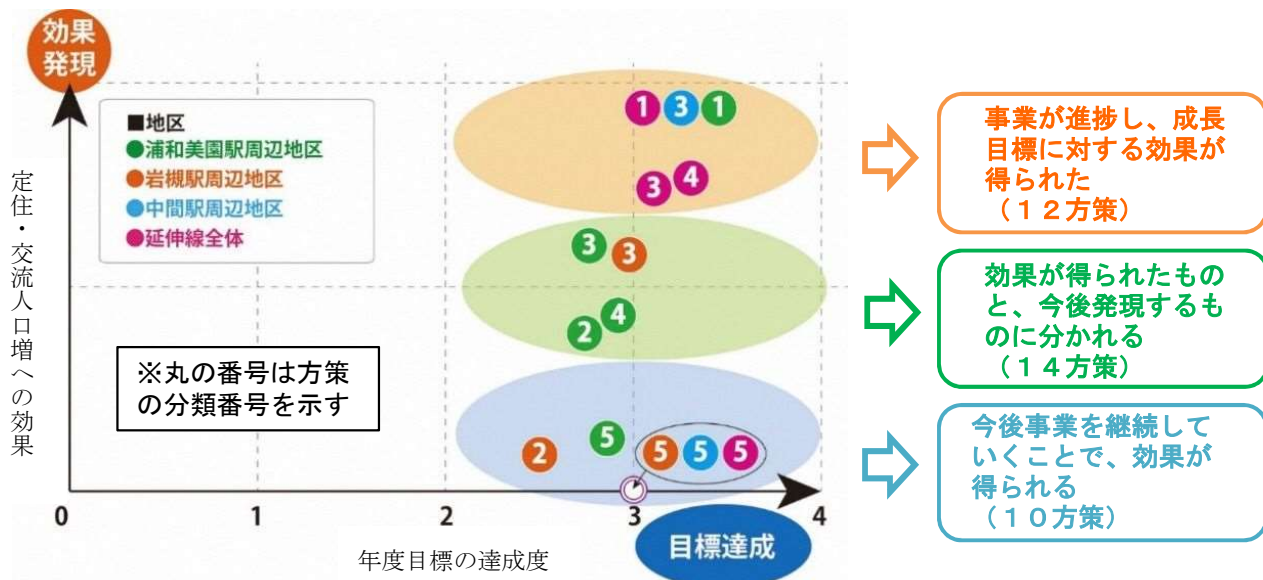 効果
発現
■地区
●浦和美園駅周辺地区
●岩槻駅周辺地区
●中間駅周辺地区
●延伸線全体
定住・交流人口増への効果
※丸の番号は方策
の分類番号を示す
1 3 1
3 4
3 3
2 4
2 5 5 5 5
0 1 2 3 4
年度目標の達成度
目標達成
事業が進捗し、成長
目標に対する効果が
得られた
（１２方策）
効果が得られたもの
と、今後発現するも
のに分かれる
（１４方策）
今後事業を継続して
いくことで、効果が
得られる
（１０方策）